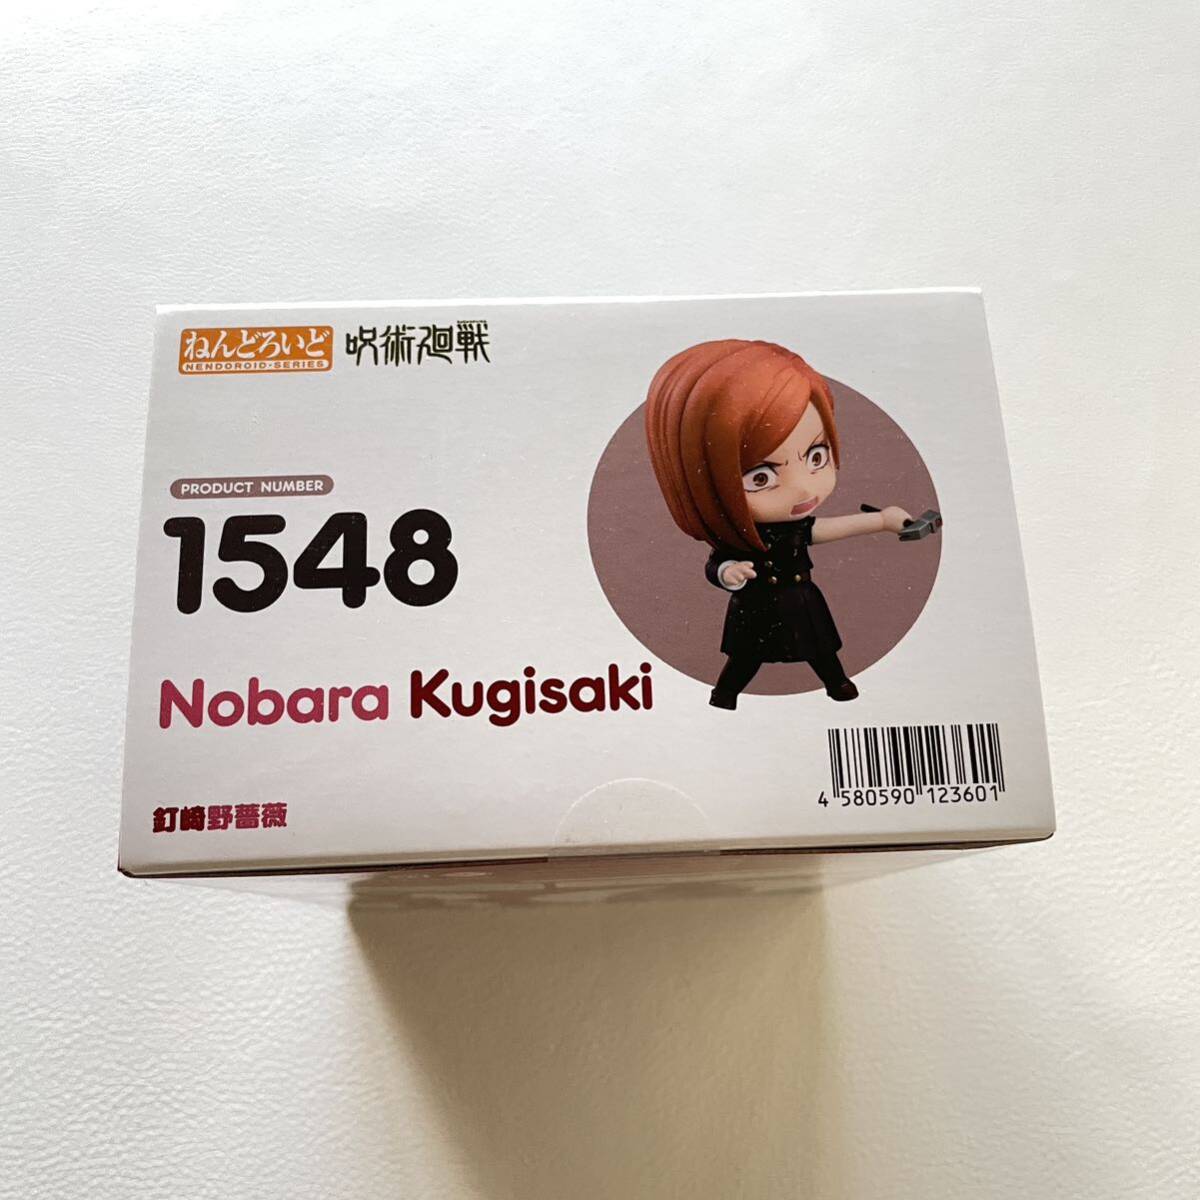 ねんどろいど
NENDOROID·SERIES
呪術廻戦
PRODUCT NUMBER
1548
Nobara Kugisaki
釘崎野薔薇
4 580590 123601